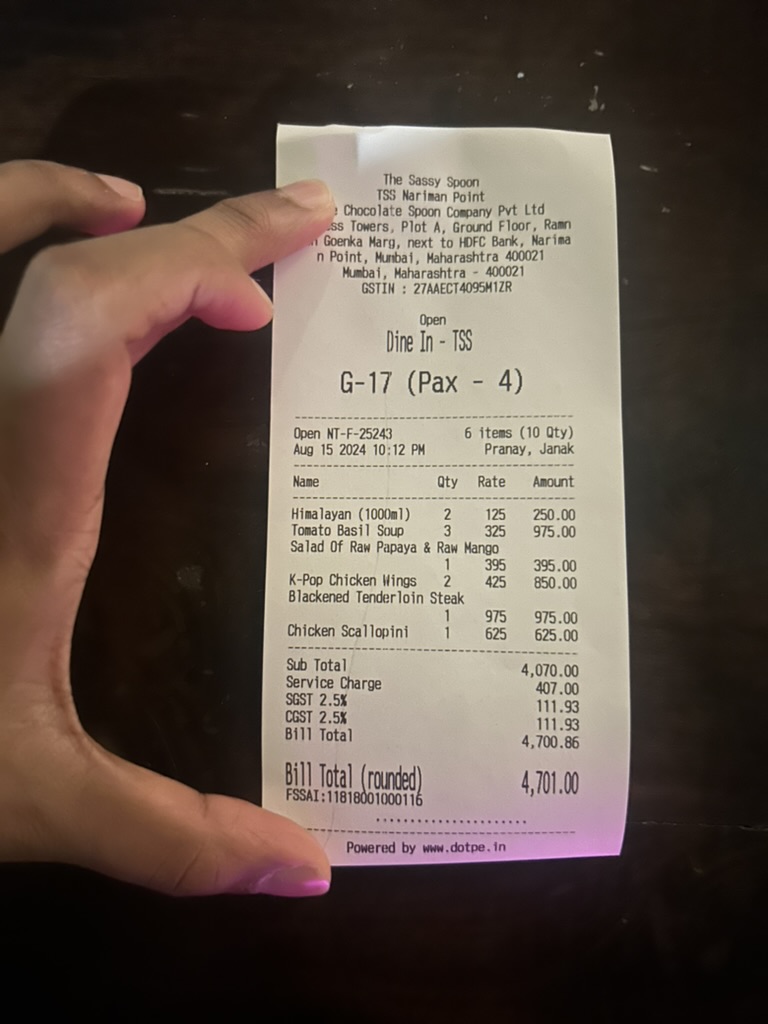 The Sassy Spoon
TSS Nariman Point
Chocolate Spoon Company Pvt Ltd
ss Towers, Plot A, Ground Floor, Ramn
Goenka Marg, next to HDFC Bank, Narima
n Point, Mumbai, Maharashtra 400021
Mumbai, Maharashtra - 400021
GSTIN : 27AAECT4095M1ZR
Open
Dine In - TSS
G-17 (Pax - 4)
Open NT-F-25243 6 items (10 Qty)
Aug 15 2024 10:12 PM Pranay, Janak
Name Qty Rate Amount
Himalayan (1000ml) 2 125 250.00
Tomato Basil Soup 3 325 975.00
Salad Of Raw Papaya & Raw Mango
1 395 395.00
K-Pop Chicken Wings 2 425 850.00
Blackened Tenderloin Steak
1 975 975.00
Chicken Scallopini 1 625 625.00
Sub Total 4,070.00
Service Charge 407.00
SGST 2.5% 111.93
CGST 2.5% 111.93
Bill Total 4,700.86
Bill Total (rounded) 4,701.00
FSSAI:11818001000116
Powered by www.dotpe.in